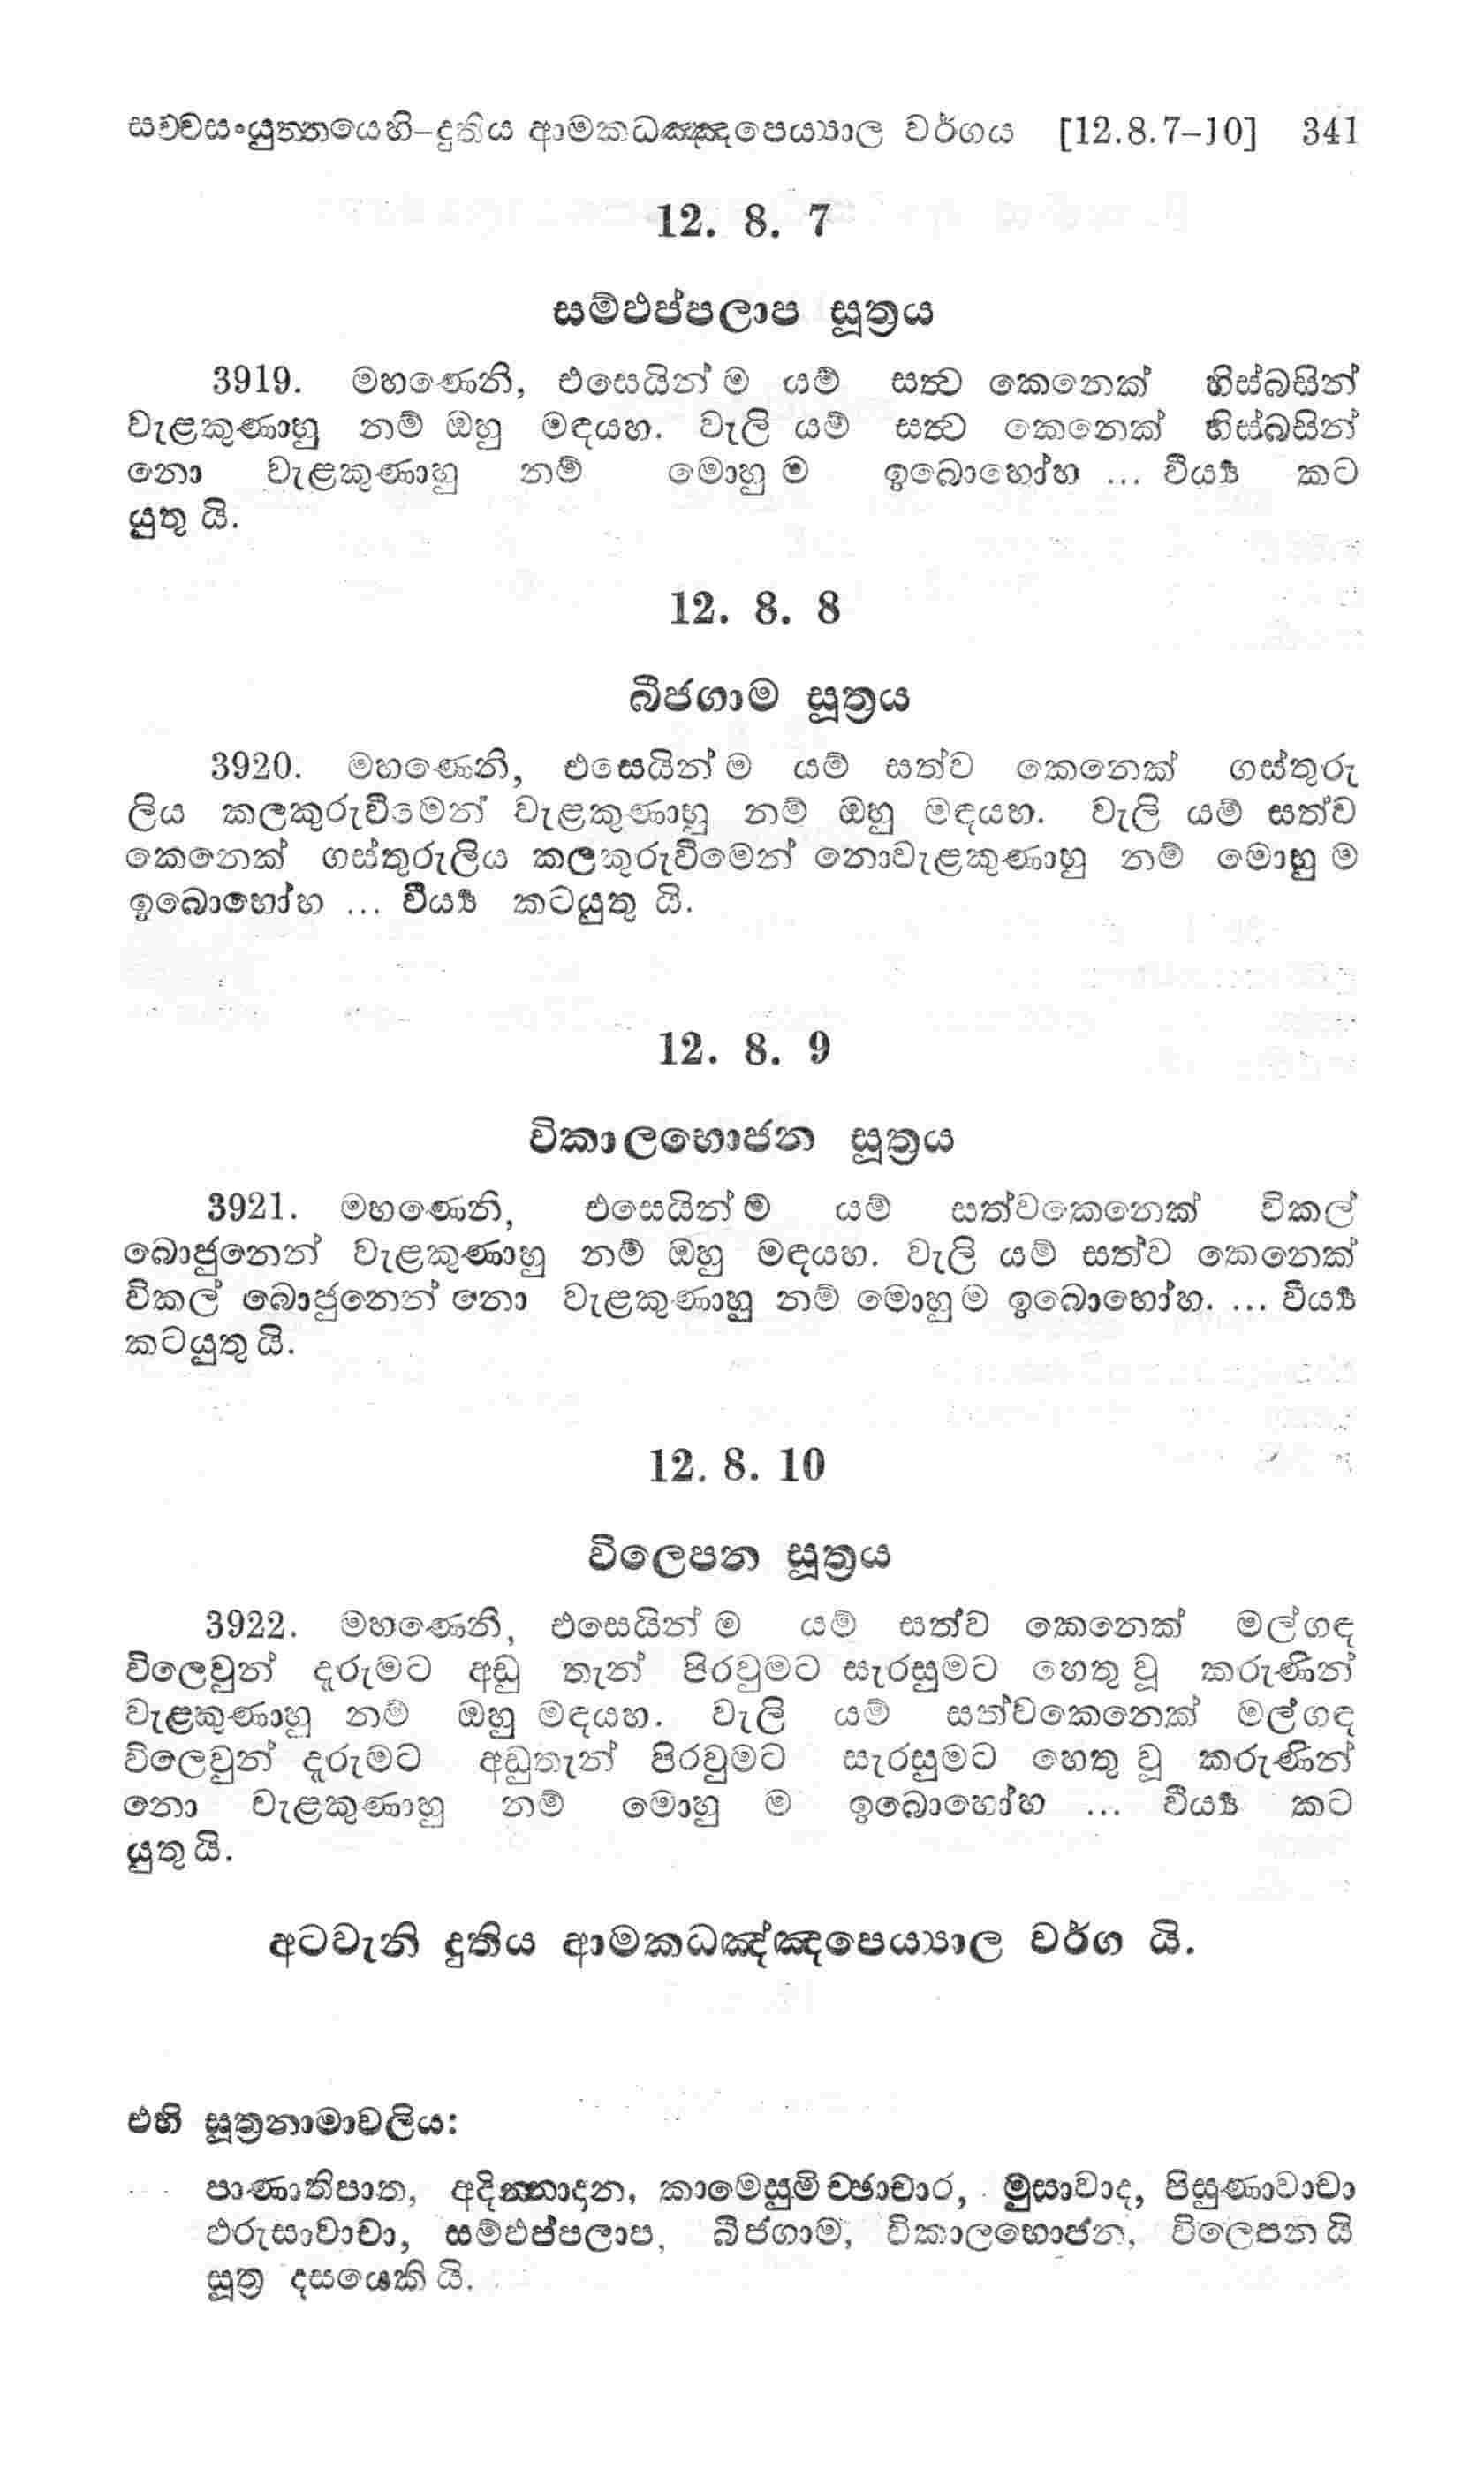 සච්චසංයුත්තයෙහි-දුතිය ආමකධඤ්ඤපෙය්‍යාල වර්ගය [12.8.7-10] 341
12. 8. 7
සම්ඵප්පලාප සූත්‍රය
3919. මහණෙනි, එසෙයින් ම යම් සත්‍ව කෙනෙක් හිස්බසින්
වැළකුණාහු නම් ඔහු මඳයහ. වැලි යම් සත්‍ව කෙනෙක් හිස්බසින්
නො වැළකුණාහු නම් මොහු ම ඉබොහෝහ ... වීර්‍ය්‍ය කට
යුතු යි.
12. 8. 8
බීජගාම සූත්‍රය
3920. මහණෙනි, එසෙයින් ම යම් සත්ව කෙනෙක් ගස්තුරු
ලිය කලකුරුවීමෙන් වැළකුණාහු නම් ඔහු මඳයහ. වැලි යම් සත්ව
කෙනෙක් ගස්තුරුලිය කලකුරුවීමෙන් නොවැළකුණාහු නම් මොහු ම
ඉබොහෝහ ... වීර්‍ය්‍ය කටයුතු යි.
12. 8. 9
විකාලභොජන සූත්‍රය
3921. මහණෙනි, එසෙයින් ම යම් සත්වකෙනෙක් විකල්
බොජුනෙන් වැළකුණාහු නම් ඔහු මඳයහ. වැලි යම් සත්ව කෙනෙක්
විකල් බොජුනෙන් නො වැළකුණාහු නම් මොහු ම ඉබොහෝහ. ... වීර්‍ය්‍ය
කටයුතු යි.
12. 8. 10
විලෙපන සූත්‍රය
3922. මහණෙනි, එසෙයින් ම යම් සත්ව කෙනෙක් මල්ගඳ
විලෙවුන් දැරුමට අඩු තැන් පිරවුමට සැරසුමට හෙතු වූ කරුණින්
වැළකුණාහු නම් ඔහු මඳයහ. වැලි යම් සත්වකෙනෙක් මල්ගඳ
විලෙවුන් දැරුමට අඩුතැන් පිරවුමට සැරසුමට හෙතු වූ කරුණින්
නො වැළකුණාහු නම් මොහු ම ඉබොහෝහ ... වීර්‍ය්‍ය කට
යුතු යි.
අටවැනි දුතිය ආමකධඤ්ඤපෙය්‍යාල වර්ග යි.
එහි සූත්‍රනාමාවලිය:
පාණාතිපාත, අදින්නාදාන, කාමෙසුමිච්ඡාචාර, මුසාවාද, පිසුණාවාචා
ඵරුසාවාචා, සම්ඵප්පලාප, බීජගාම, විකාලභොජන, විලෙපන යි
සූත්‍ර දසයෙකි යි.